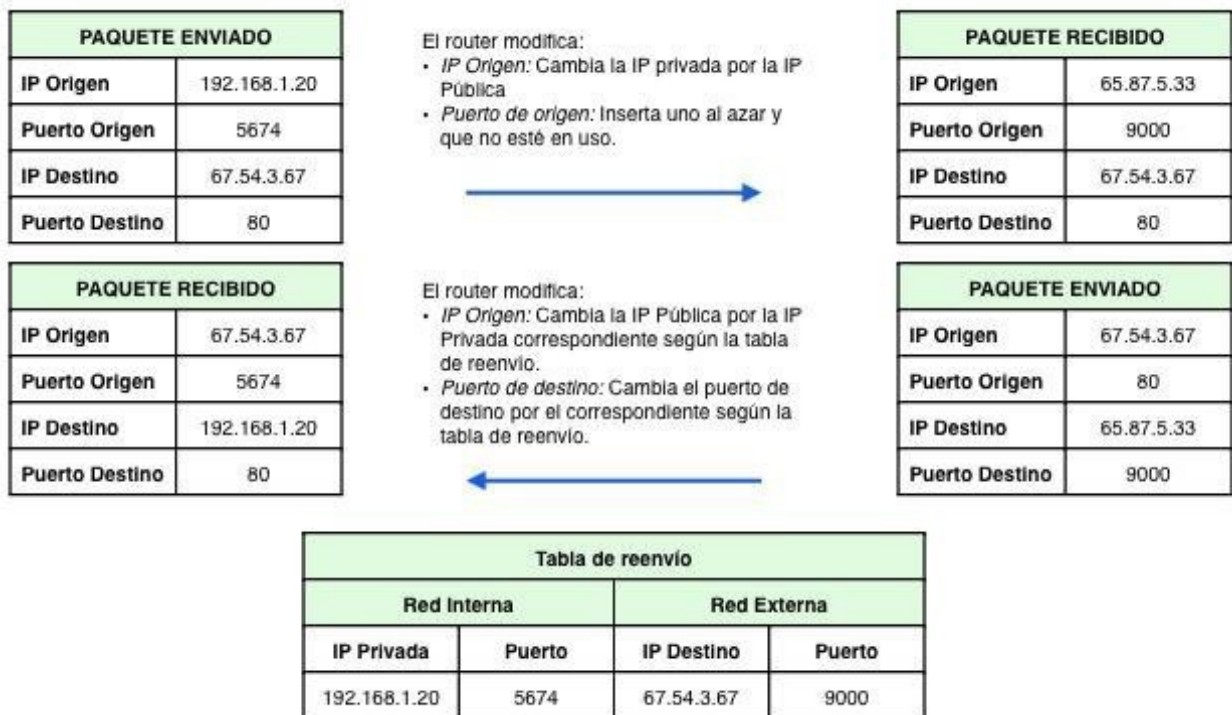 PAQUETE ENVIADO
IP Origen 192.168.1.20
Puerto Origen 5674
IP Destino 67.54.3.67
Puerto Destino 80
El router modifica:
• IP Origen: Cambia la IP privada por la IP
Pública
• Puerto de origen: Inserta uno al azar y
que no esté en uso.
PAQUETE RECIBIDO
IP Origen 65.87.5.33
Puerto Origen 9000
IP Destino 67.54.3.67
Puerto Destino 80
PAQUETE RECIBIDO
IP Origen 67.54.3.67
Puerto Origen 5674
IP Destino 192.168.1.20
Puerto Destino 80
El router modifica:
• IP Origen: Cambia la IP Pública por la IP
Privada correspondiente según la tabla
de reenvío.
• Puerto de destino: Cambia el puerto de
destino por el correspondiente según la
tabla de reenvío.
PAQUETE ENVIADO
IP Origen 67.54.3.67
Puerto Origen 80
IP Destino 65.87.5.33
Puerto Destino 9000
Tabla de reenvío
Red Interna Red Externa
IP Privada Puerto IP Destino Puerto
192.168.1.20 5674 67.54.3.67 9000